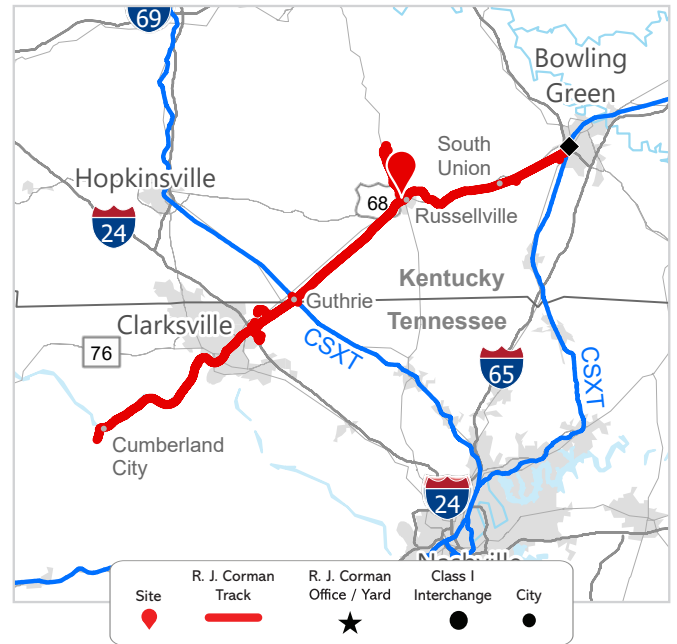 69
Bowling
Green
South
Union
Hopkinsville
68
Russellville
24
Kentucky
Guthrie
Tennessee
Clarksville
CSXT
76
65
CSXT
Cumberland
City
24
Nashville
Site
R. J. Corman
Track
R. J. Corman
Office / Yard
Class I
Interchange
City